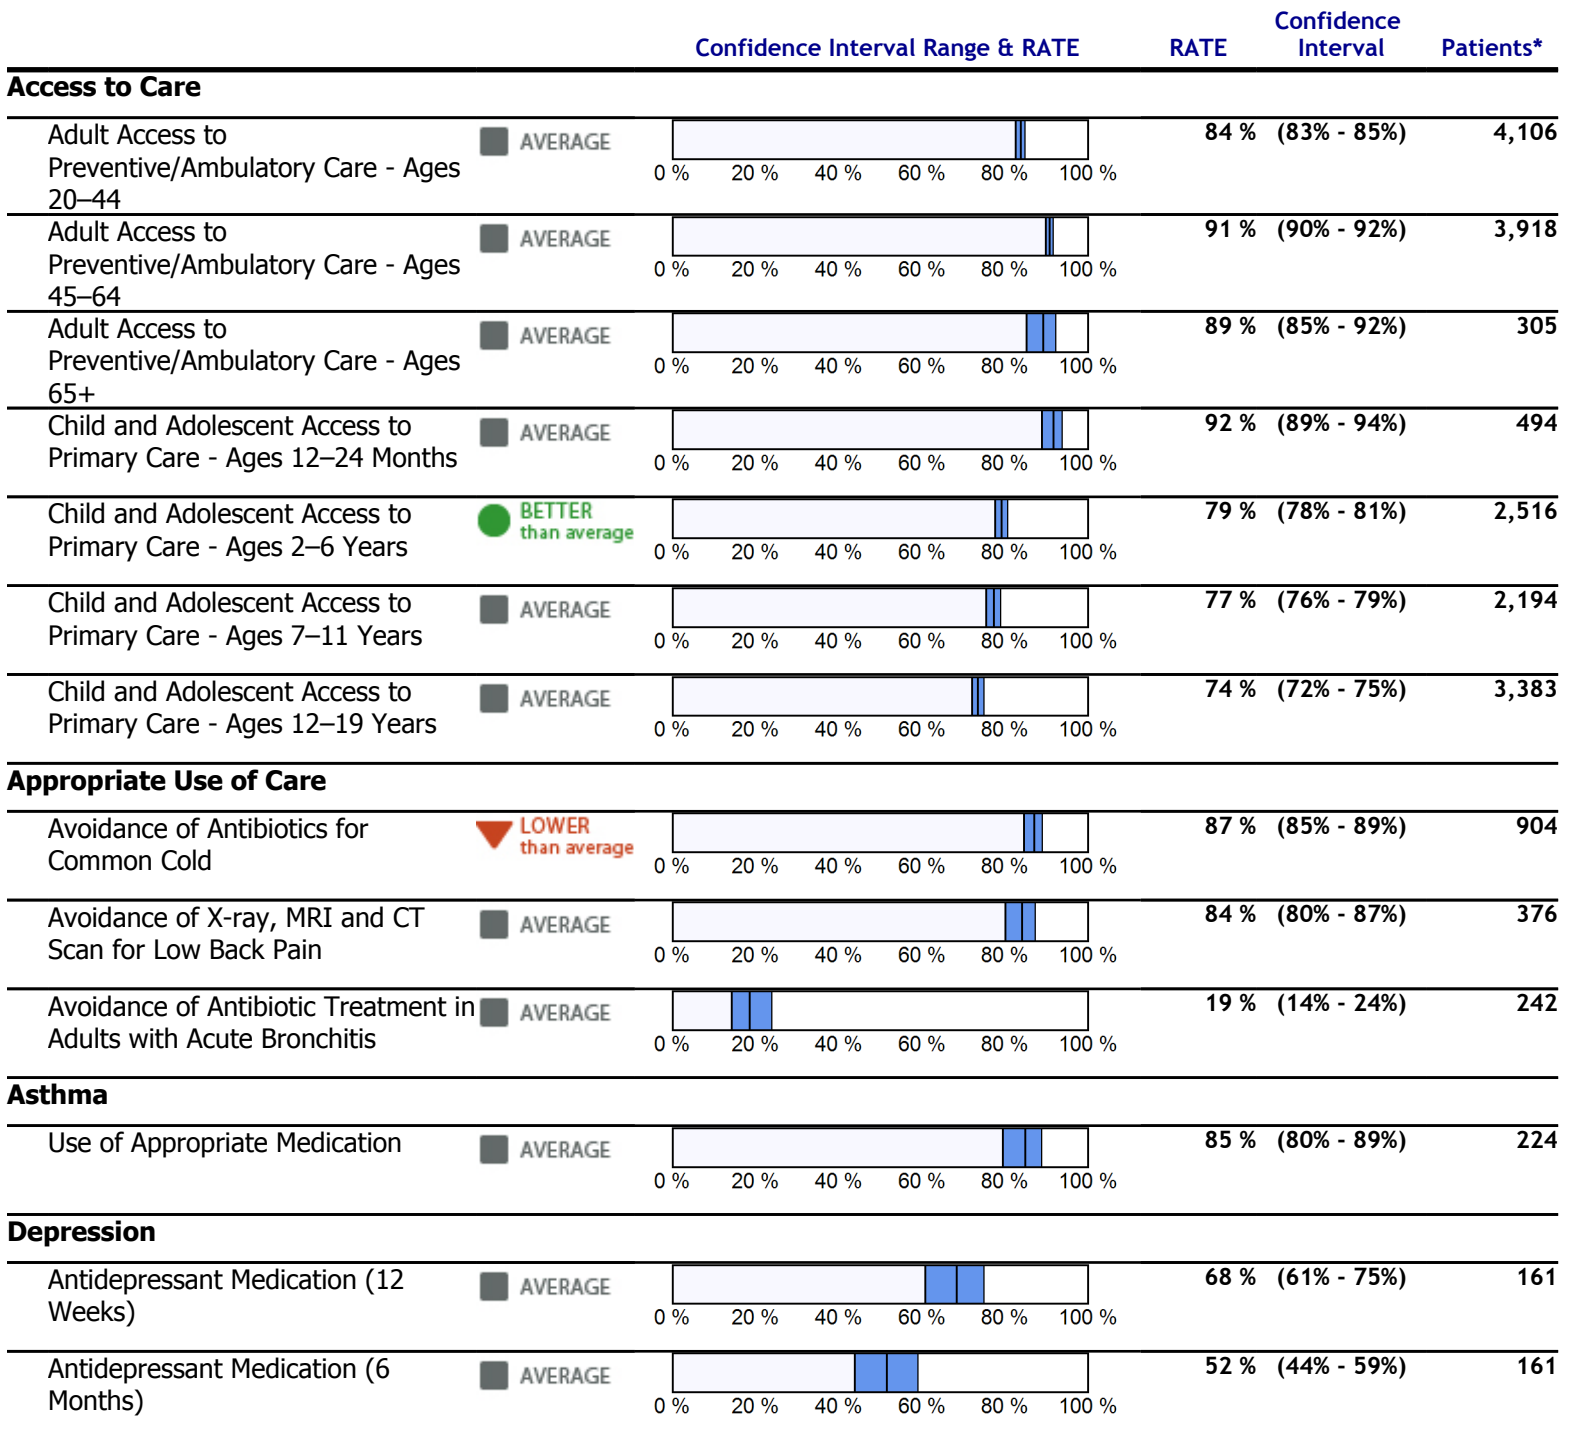 Confidence Interval Range & RATE RATE Confidence Interval Patients*
Access to Care
Adult Access to
Preventive/Ambulatory Care - Ages
20–44
AVERAGE
0 % 20 % 40 % 60 % 80 % 100 %
84 % (83% - 85%) 4,106
Adult Access to
Preventive/Ambulatory Care - Ages
45–64
AVERAGE
0 % 20 % 40 % 60 % 80 % 100 %
91 % (90% - 92%) 3,918
Adult Access to
Preventive/Ambulatory Care - Ages
65+
AVERAGE
0 % 20 % 40 % 60 % 80 % 100 %
89 % (85% - 92%) 305
Child and Adolescent Access to
Primary Care - Ages 12–24 Months
AVERAGE
0 % 20 % 40 % 60 % 80 % 100 %
92 % (89% - 94%) 494
Child and Adolescent Access to
Primary Care - Ages 2–6 Years
BETTER
than average
0 % 20 % 40 % 60 % 80 % 100 %
79 % (78% - 81%) 2,516
Child and Adolescent Access to
Primary Care - Ages 7–11 Years
AVERAGE
0 % 20 % 40 % 60 % 80 % 100 %
77 % (76% - 79%) 2,194
Child and Adolescent Access to
Primary Care - Ages 12–19 Years
AVERAGE
0 % 20 % 40 % 60 % 80 % 100 %
74 % (72% - 75%) 3,383
Appropriate Use of Care
Avoidance of Antibiotics for
Common Cold
LOWER
than average
0 % 20 % 40 % 60 % 80 % 100 %
87 % (85% - 89%) 904
Avoidance of X-ray, MRI and CT
Scan for Low Back Pain
AVERAGE
0 % 20 % 40 % 60 % 80 % 100 %
84 % (80% - 87%) 376
Avoidance of Antibiotic Treatment in
Adults with Acute Bronchitis
AVERAGE
0 % 20 % 40 % 60 % 80 % 100 %
19 % (14% - 24%) 242
Asthma
Use of Appropriate Medication
AVERAGE
0 % 20 % 40 % 60 % 80 % 100 %
85 % (80% - 89%) 224
Depression
Antidepressant Medication (12
Weeks)
AVERAGE
0 % 20 % 40 % 60 % 80 % 100 %
68 % (61% - 75%) 161
Antidepressant Medication (6
Months)
AVERAGE
0 % 20 % 40 % 60 % 80 % 100 %
52 % (44% - 59%) 161